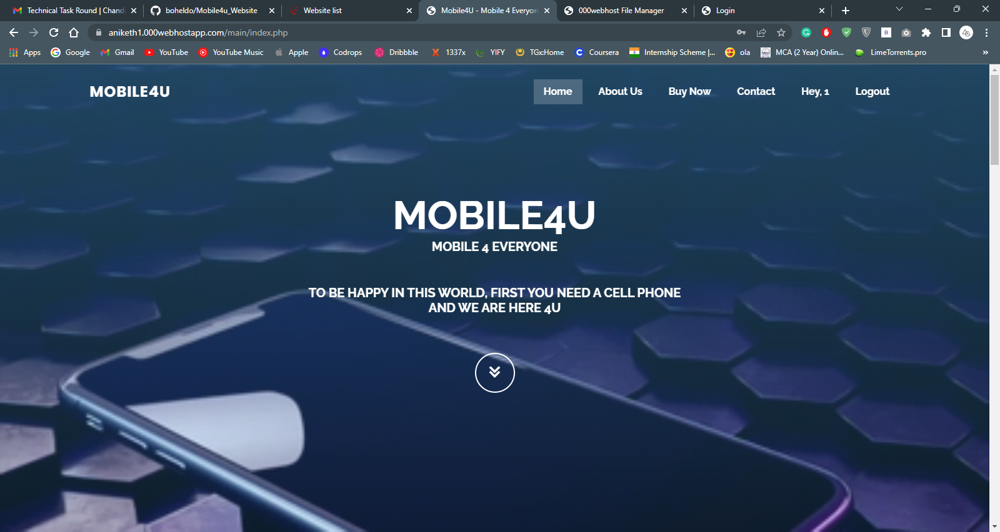 Technical Task Round | Chandi
boheldo/Mobile4u_Website
Website list
Mobile4U - Mobile 4 Everyon
000webhost File Manager
Login
aniketh1.000webhostapp.com/main/index.php
Apps
Google
Gmail
YouTube
YouTube Music
Apple
Codrops
Dribbble
1337x
YIFY
TGx:Home
Coursera
Internship Scheme |...
ola
MCA (2 Year) Onlin...
LimeTorrents.pro
»
MOBILE4U
Home
About Us
Buy Now
Contact
Hey, 1
Logout
MOBILE4U
MOBILE 4 EVERYONE
TO BE HAPPY IN THIS WORLD, FIRST YOU NEED A CELL PHONE
AND WE ARE HERE 4U